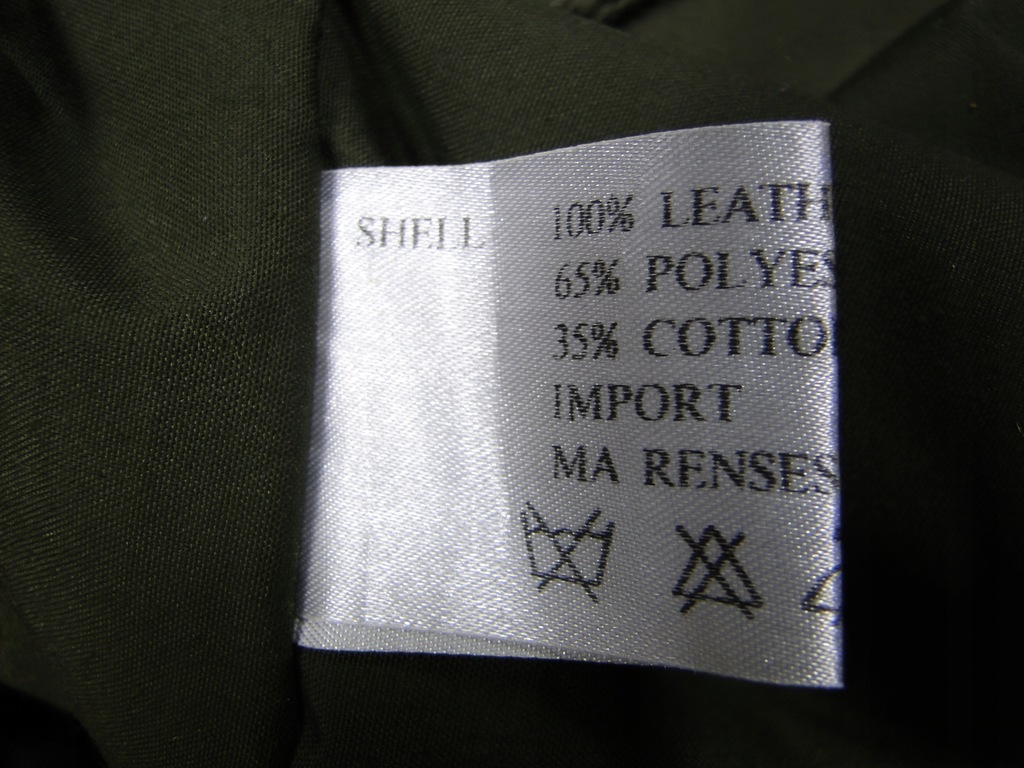 SHELL 100% LEATH
65% POLYES
35% COTTO
IMPORT
MA RENSES